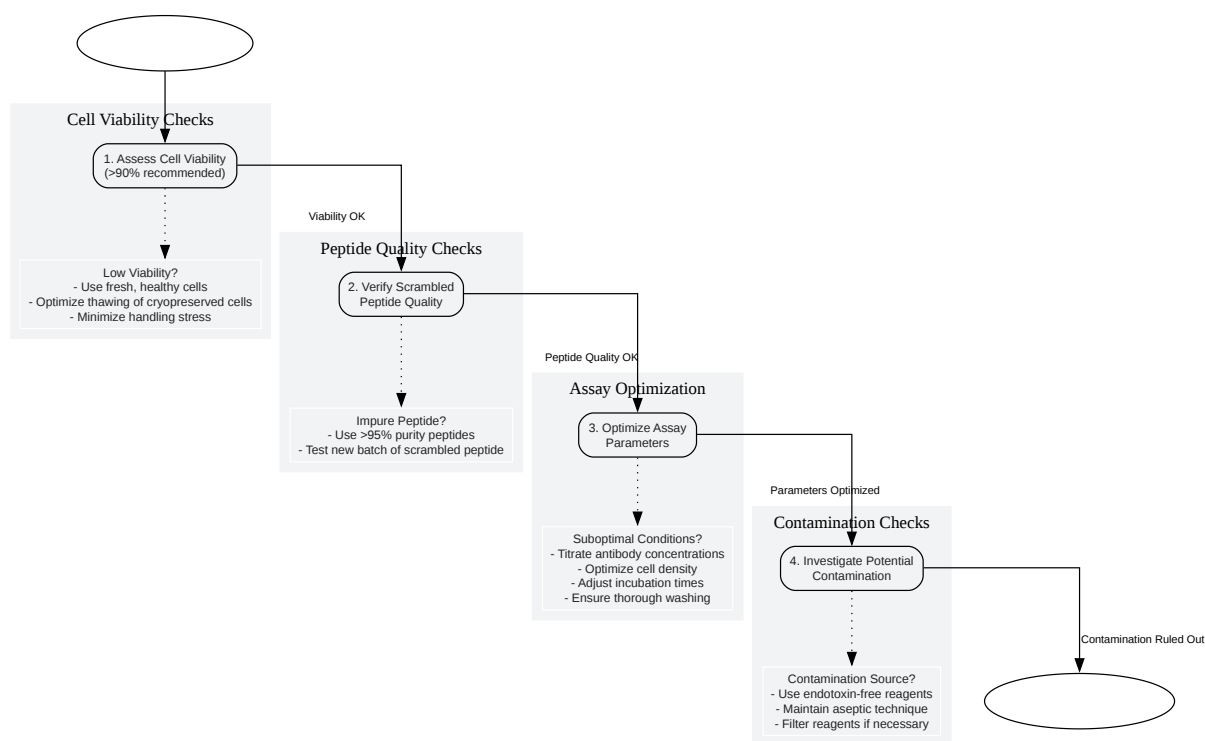 Cell Viability Checks
1. Assess Cell Viability
(>90% recommended)
Low Viability?
- Use fresh, healthy cells
- Optimize thawing of cryopreserved cells
- Minimize handling stress
Viability OK
Peptide Quality Checks
2. Verify Scrambled
Peptide Quality
Impure Peptide?
- Use >95% purity peptides
- Test new batch of scrambled peptide
Peptide Quality OK
Assay Optimization
3. Optimize Assay
Parameters
Suboptimal Conditions?
- Titrate antibody concentrations
- Optimize cell density
- Adjust incubation times
- Ensure thorough washing
Parameters Optimized
Contamination Checks
4. Investigate Potential
Contamination
Contamination Source?
- Use endotoxin-free reagents
- Maintain aseptic technique
- Filter reagents if necessary
Contamination Ruled Out